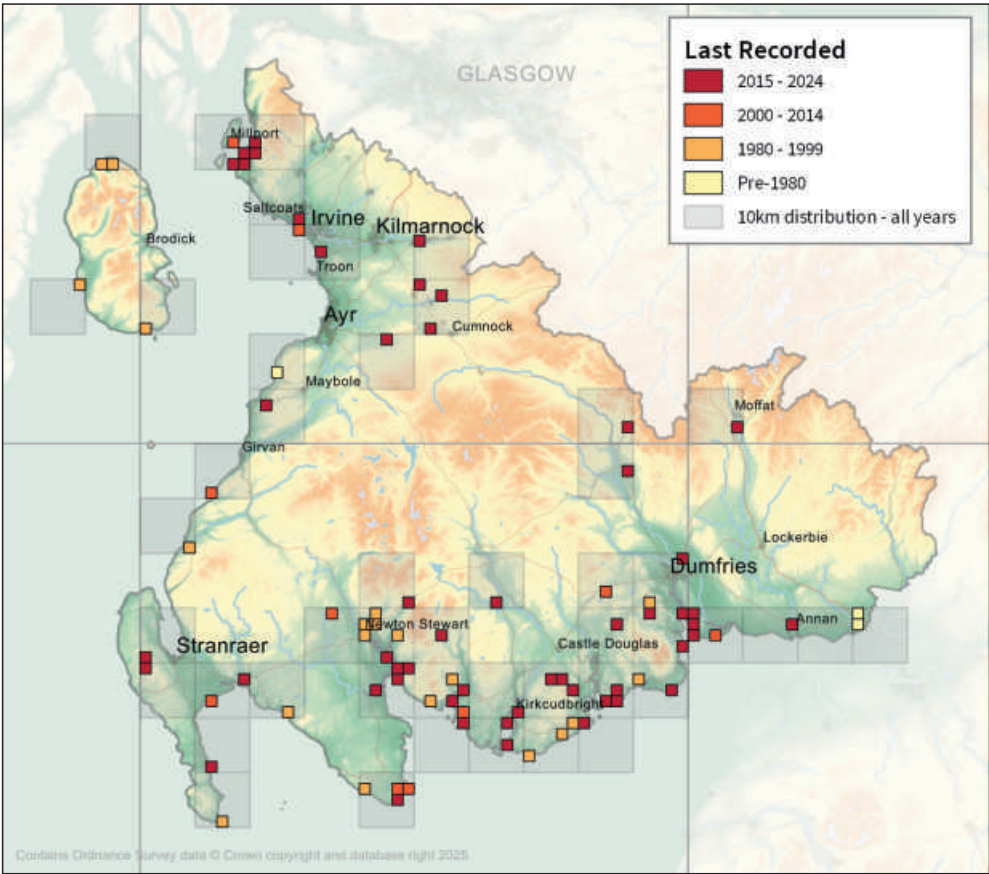 GLASGOW
Last Recorded
2015 - 2024
2000 - 2014
1980 - 1999
Pre-1980
10km distribution - all years
Millport
Saltcoats
Irvine
Kilmarnock
Brodick
Troon
Ayr
Cumnock
Maybole
Moffat
Girvan
Lockerbie
Dumfries
Newton Stewart
Annan
Stranraer
Castle Douglas
Kirkcudbright
Contains Ordnance Survey data © Crown copyright and database right 2025